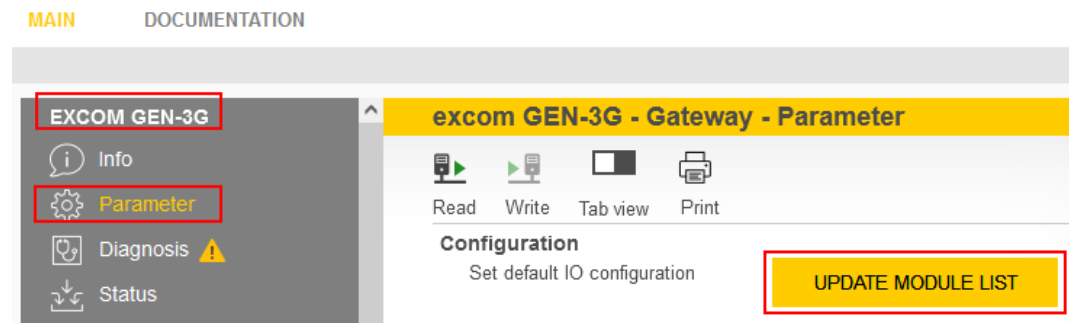 MAIN DOCUMENTATION
EXCOM GEN-3G
Info
Parameter
Diagnosis
Status
excom GEN-3G - Gateway - Parameter
Read Write Tab view Print
Configuration
Set default IO configuration
UPDATE MODULE LIST